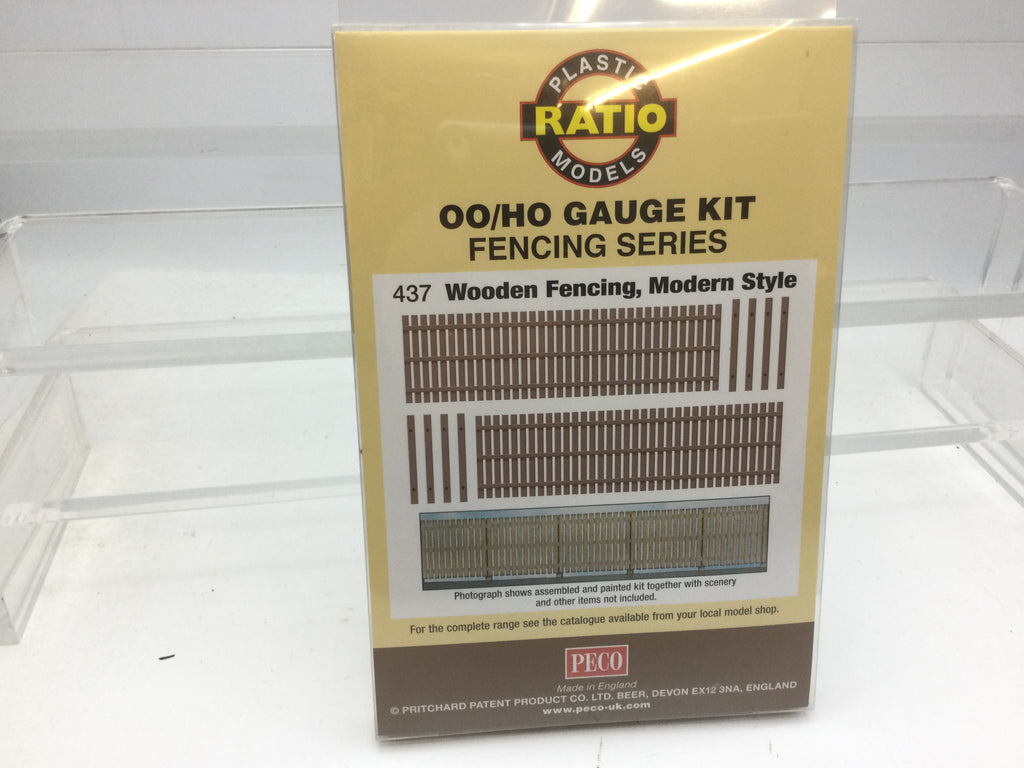 PLASTIC
RATIO
MODELS
OO/HO GAUGE KIT
FENCING SERIES
437 Wooden Fencing, Modern Style
Photograph shows assembled and painted kit together with scenery
and other items not included.
For the complete range see the catalogue available from your local model shop.
PECO
Made in England
© PRITCHARD PATENT PRODUCT CO. LTD. BEER, DEVON EX12 3NA, ENGLAND
www.peco-uk.com